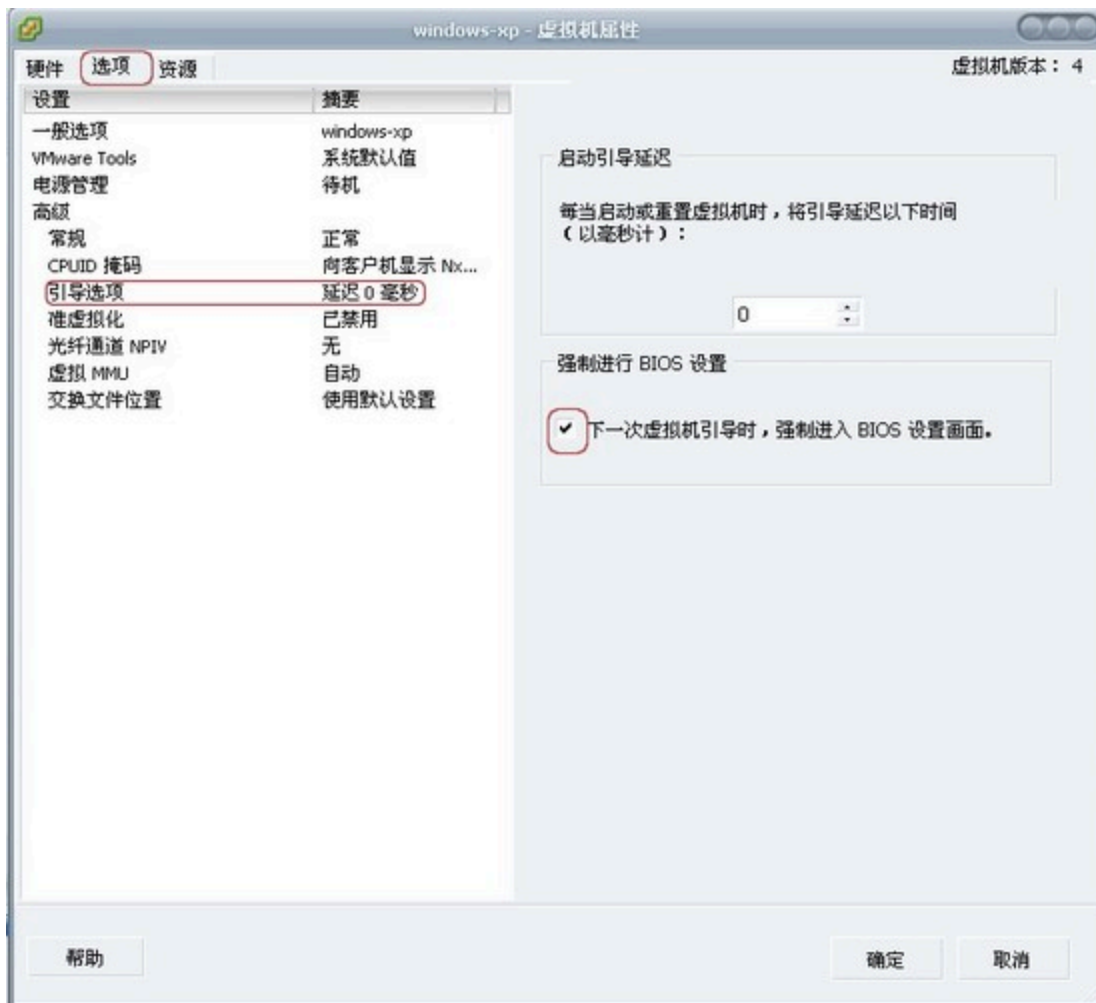 windows-xp - 虚拟机属性
硬件 选项 资源 虚拟机版本： 4
设置 摘要
一般选项 windows-xp
VMware Tools 系统默认值
电源管理 待机
高级
常规 正常
CPUID 掩码 向客户机显示 Nx...
引导选项 延迟 0 毫秒
准虚拟化 已禁用
光纤通道 NPIV 无
虚拟 MMU 自动
交换文件位置 使用默认设置
启动引导延迟
每当启动或重置虚拟机时，将引导延迟以下时间
（以毫秒计）：
0
强制进行 BIOS 设置
下一次虚拟机引导时，强制进入 BIOS 设置画面。
帮助 确定 取消